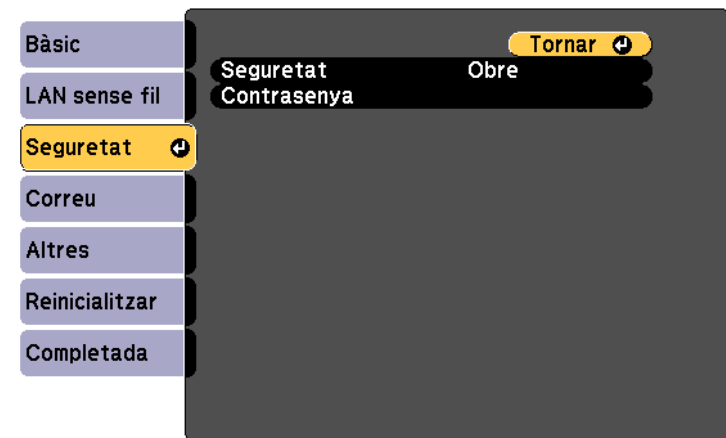 Bàsic
LAN sense fil
Seguretat
Correu
Altres
Reinicialitzar
Completada
Tornar
Seguretat Obre
Contrasenya